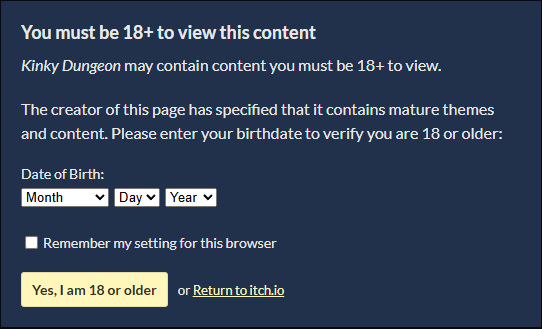 You must be 18+ to view this content
Kinky Dungeon may contain content you must be 18+ to view.
The creator of this page has specified that it contains mature themes
and content. Please enter your birthdate to verify you are 18 or older:
Date of Birth:
Month Day Year
Remember my setting for this browser
Yes, I am 18 or older or Return to itch.io